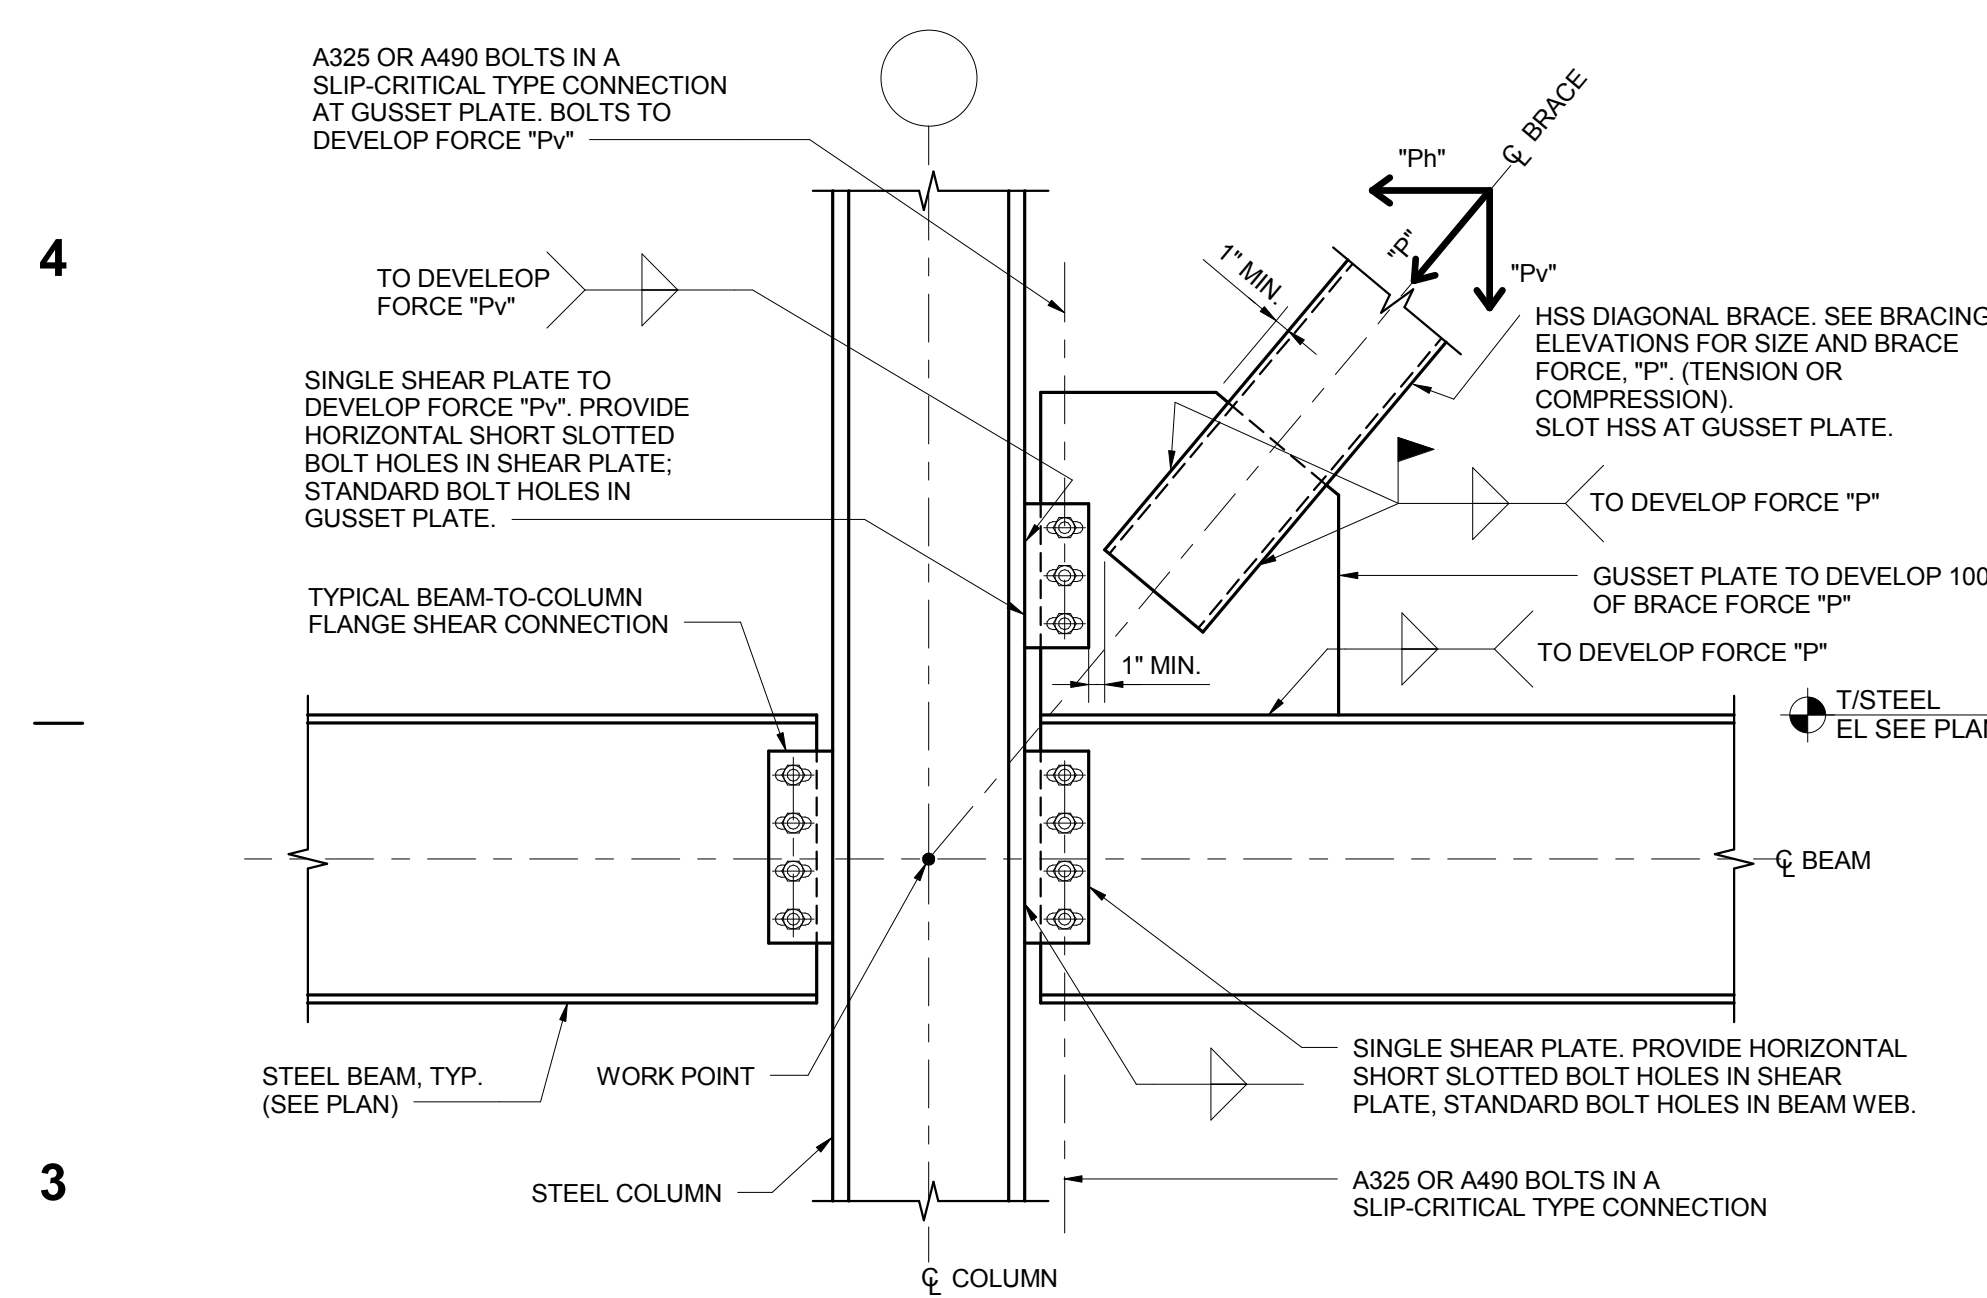 A325 OR A490 BOLTS IN A
SLIP-CRITICAL TYPE CONNECTION
AT GUSSET PLATE. BOLTS TO
DEVELOP FORCE "Pv"
4
TO DEVELEOP
FORCE "Pv"
SINGLE SHEAR PLATE TO
DEVELOP FORCE "Pv". PROVIDE
HORIZONTAL SHORT SLOTTED
BOLT HOLES IN SHEAR PLATE;
STANDARD BOLT HOLES IN
GUSSET PLATE.
TYPICAL BEAM-TO-COLUMN
FLANGE SHEAR CONNECTION
℄ BRACE
"Ph"
"P"
"Pv"
1" MIN.
HSS DIAGONAL BRACE. SEE BRACING
ELEVATIONS FOR SIZE AND BRACE
FORCE, "P". (TENSION OR
COMPRESSION).
SLOT HSS AT GUSSET PLATE.
TO DEVELOP FORCE "P"
GUSSET PLATE TO DEVELOP 100
OF BRACE FORCE "P"
TO DEVELOP FORCE "P"
1" MIN.
T/STEEL
EL SEE PLAN
℄ BEAM
STEEL BEAM, TYP.
(SEE PLAN)
WORK POINT
SINGLE SHEAR PLATE. PROVIDE HORIZONTAL
SHORT SLOTTED BOLT HOLES IN SHEAR
PLATE, STANDARD BOLT HOLES IN BEAM WEB.
3
STEEL COLUMN
A325 OR A490 BOLTS IN A
SLIP-CRITICAL TYPE CONNECTION
℄ COLUMN